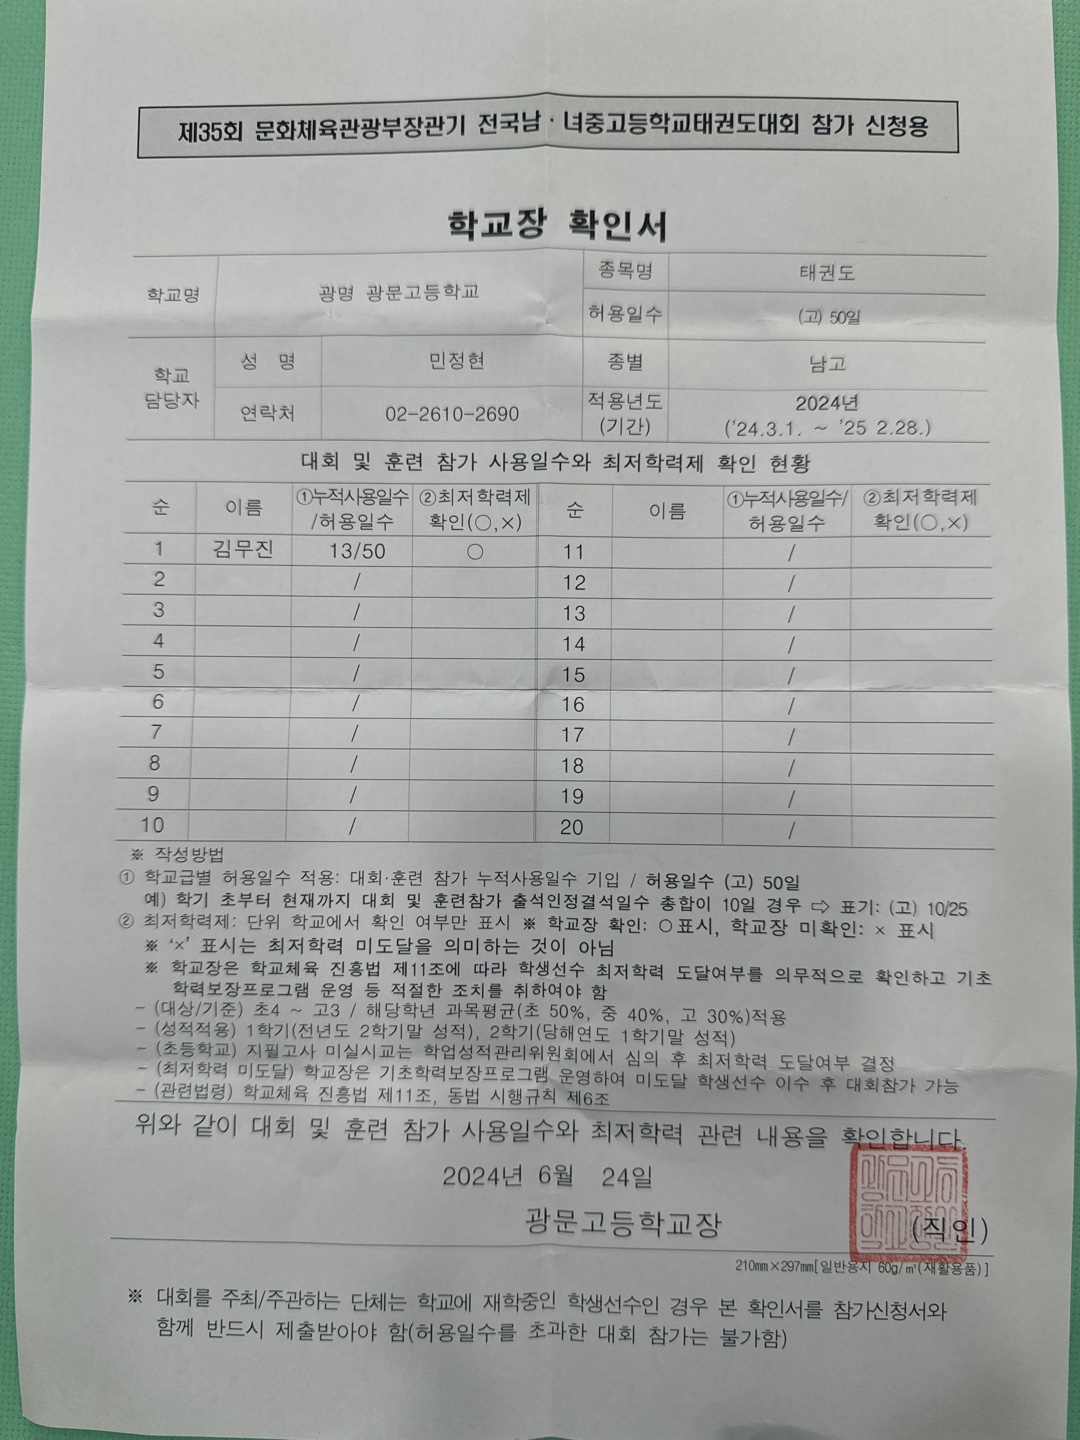 제35회 문화체육관광부장관기 전국남·녀중고등학교태권도대회 참가 신청용
학교장 확인서
학교명 광명 광문고등학교 종목명 태권도
허용일수 (고) 50일
학교 담당자 성 명 민정현 종별 남고
연락처 02-2610-2690 적용년도 (기간) 2024년 ('24.3.1. ~ '25 2.28.)
대회 및 훈련 참가 사용일수와 최저학력제 확인 현황
순 이름 ①누적사용일수 /허용일수 ②최저학력제 확인(○,×) 순 이름 ①누적사용일수/ 허용일수 ②최저학력제 확인(○,×)
1 김무진 13/50 ○ 11 /
2 / 12 /
3 / 13 /
4 / 14 /
5 / 15 /
6 / 16 /
7 / 17 /
8 / 18 /
9 / 19 /
10 / 20 /
※ 작성방법
① 학교급별 허용일수 적용: 대회·훈련 참가 누적사용일수 기입 / 허용일수 (고) 50일
예) 학기 초부터 현재까지 대회 및 훈련참가 출석인정결석일수 총합이 10일 경우 ⇨ 표기: (고) 10/25
② 최저학력제: 단위 학교에서 확인 여부만 표시 ※ 학교장 확인: ○표시, 학교장 미확인: × 표시
※ '×' 표시는 최저학력 미도달을 의미하는 것이 아님
※ 학교장은 학교체육 진흥법 제11조에 따라 학생선수 최저학력 도달여부를 의무적으로 확인하고 기초
학력보장프로그램 운영 등 적절한 조치를 취하여야 함
- (대상/기준) 초4 ~ 고3 / 해당학년 과목평균(초 50%, 중 40%, 고 30%)적용
- (성적적용) 1학기(전년도 2학기말 성적), 2학기(당해연도 1학기말 성적)
- (초등학교) 지필고사 미실시교는 학업성적관리위원회에서 심의 후 최저학력 도달여부 결정
- (최저학력 미도달) 학교장은 기초학력보장프로그램 운영하여 미도달 학생선수 이수 후 대회참가 가능
- (관련법령) 학교체육 진흥법 제11조, 동법 시행규칙 제6조
위와 같이 대회 및 훈련 참가 사용일수와 최저학력 관련 내용을 확인합니다.
2024년 6월 24일
광문고등학교장 (직인)
광문고등
학교장인
210㎜×297㎜[일반용지 60g/㎡(재활용품)]
※ 대회를 주최/주관하는 단체는 학교에 재학중인 학생선수인 경우 본 확인서를 참가신청서와
함께 반드시 제출받아야 함(허용일수를 초과한 대회 참가는 불가함)